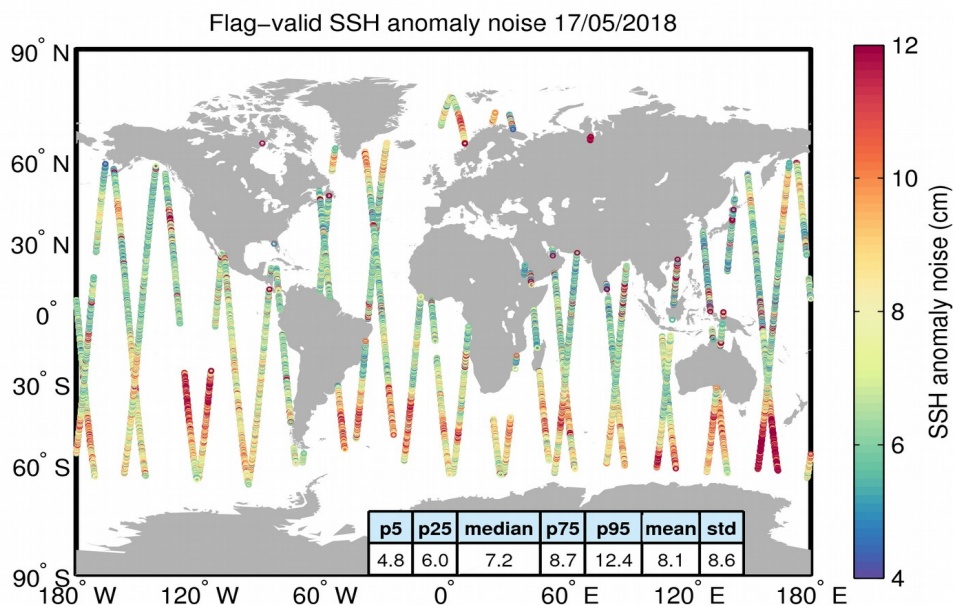 Flag−valid SSH anomaly noise 17/05/2018
90° N
60° N
30° N
0°
30° S
60° S
90° S
180° W
120° W
60° W
0°
60° E
120° E
180° E
12
10
8
6
4
SSH anomaly noise (cm)
p5 p25 median p75 p95 mean std
4.8 6.0 7.2 8.7 12.4 8.1 8.6